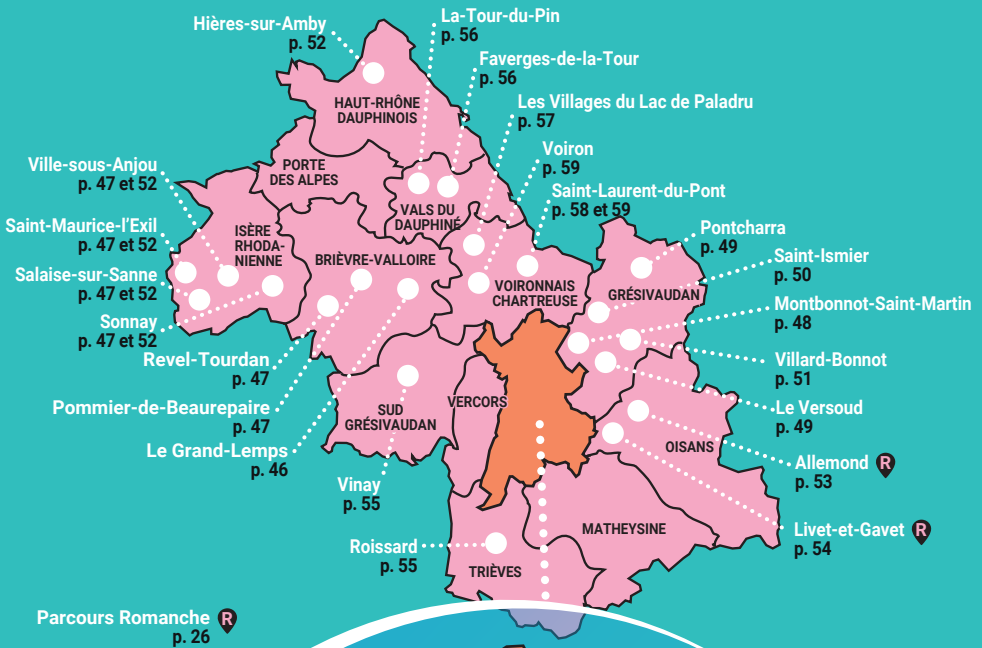 Hières-sur-Amby
p. 52
La-Tour-du-Pin
p. 56
Faverges-de-la-Tour
p. 56
Les Villages du Lac de Paladru
p. 57
Voiron
p. 59
Saint-Laurent-du-Pont
p. 58 et 59
Pontcharra
p. 49
Saint-Ismier
p. 50
Montbonnot-Saint-Martin
p. 48
Villard-Bonnot
p. 51
Le Versoud
p. 49
Allemond R
p. 53
Livet-et-Gavet R
p. 54
Ville-sous-Anjou
p. 47 et 52
Saint-Maurice-l'Exil
p. 47 et 52
Salaise-sur-Sanne
p. 47 et 52
Sonnay
p. 47 et 52
Revel-Tourdan
p. 47
Pommier-de-Beaurepaire
p. 47
Le Grand-Lemps
p. 46
Vinay
p. 55
Roissard
p. 55
HAUT-RHÔNE
DAUPHINOIS
PORTE
DES ALPES
VALS DU
DAUPHINÉ
ISÈRE
RHODA-
NIENNE
BRIÈVRE-VALLOIRE
VOIRONNAIS
CHARTREUSE
GRÉSIVAUDAN
SUD
GRÉSIVAUDAN
VERCORS
OISANS
MATHEYSINE
TRIÈVES
Parcours Romanche R
p. 26